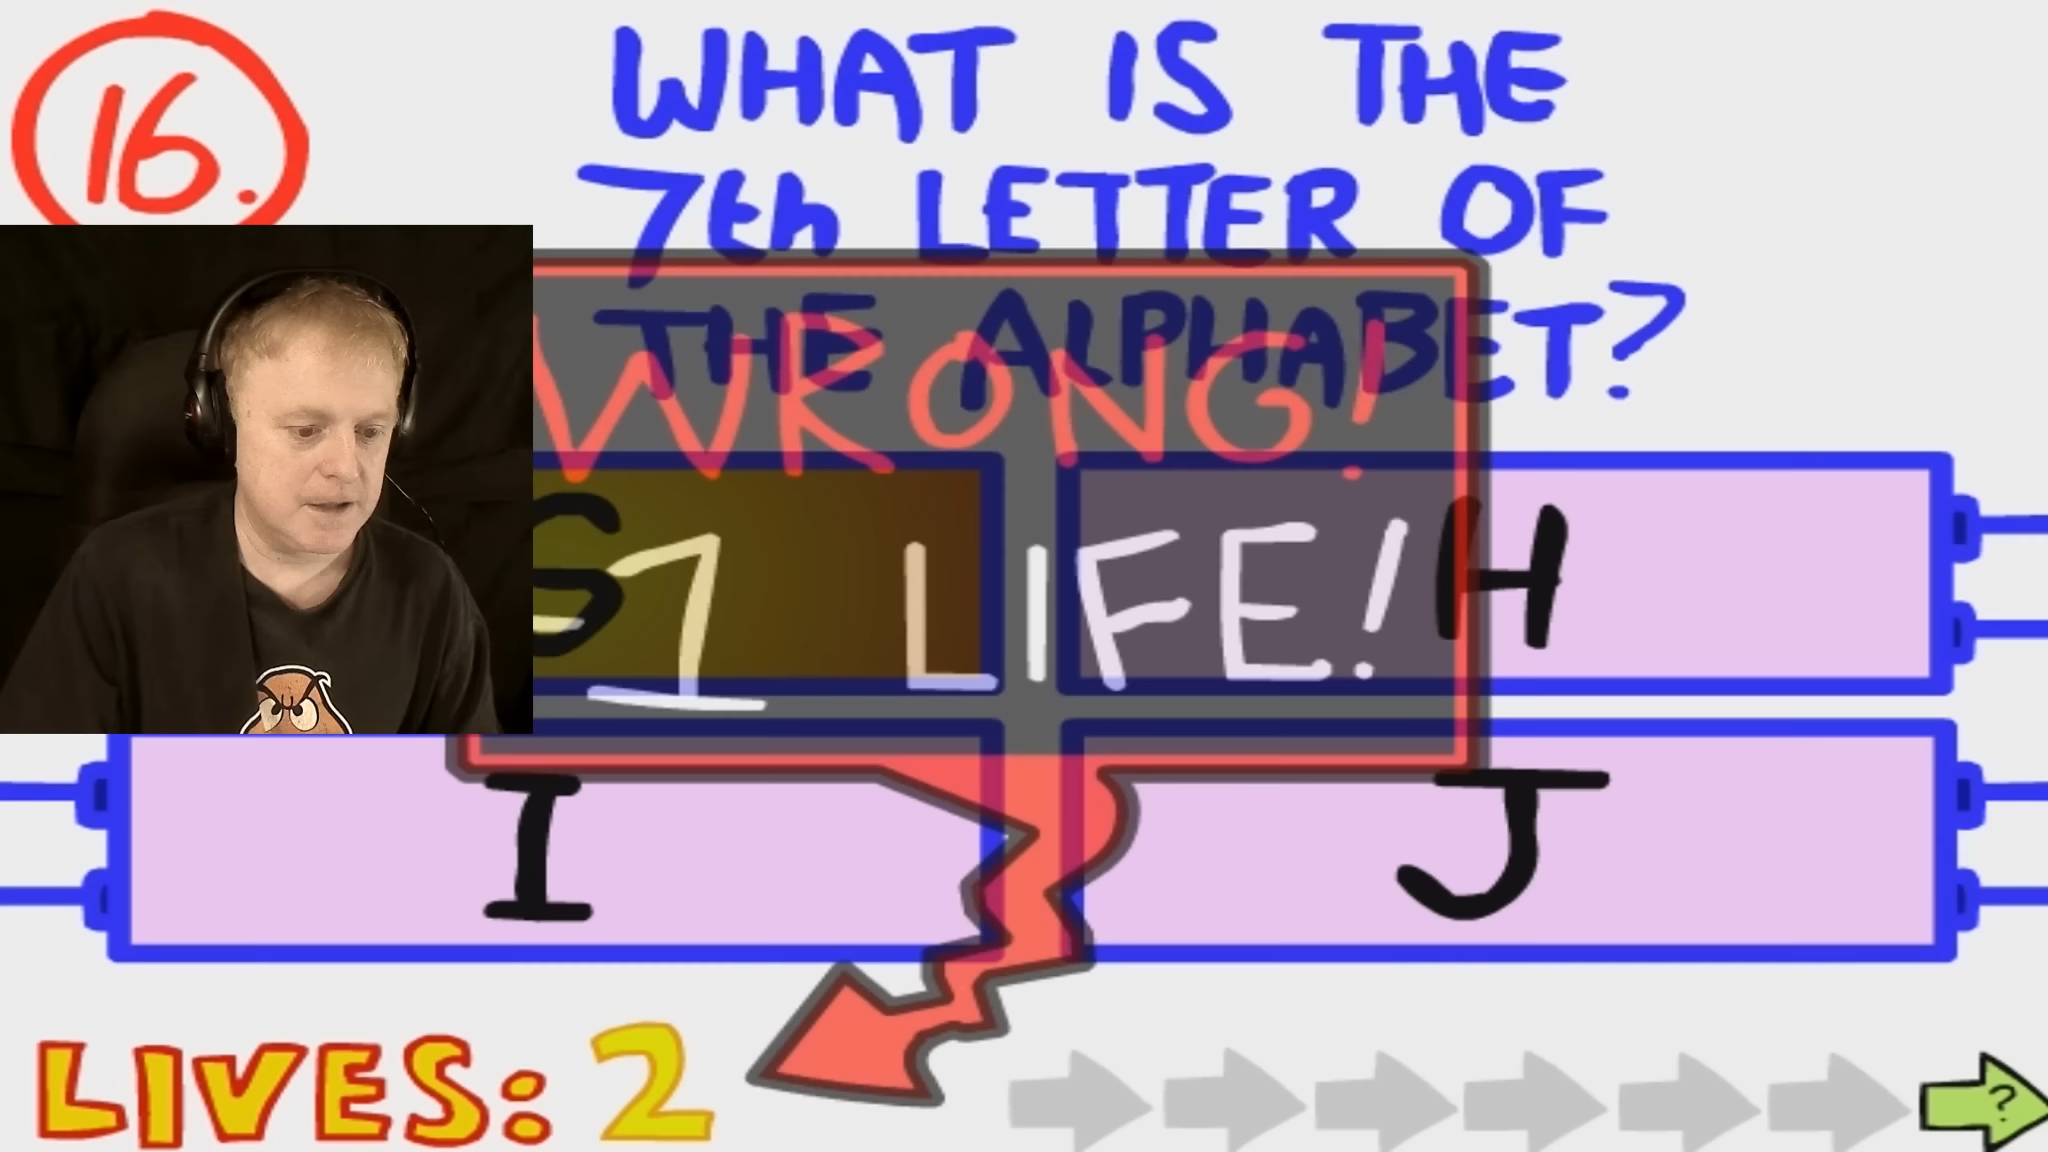 16.
WHAT IS THE
7th LETTER OF
THE ALPHABET?
WRONG!
-1 LIFE!
G
H
I
J
LIVES: 2
?